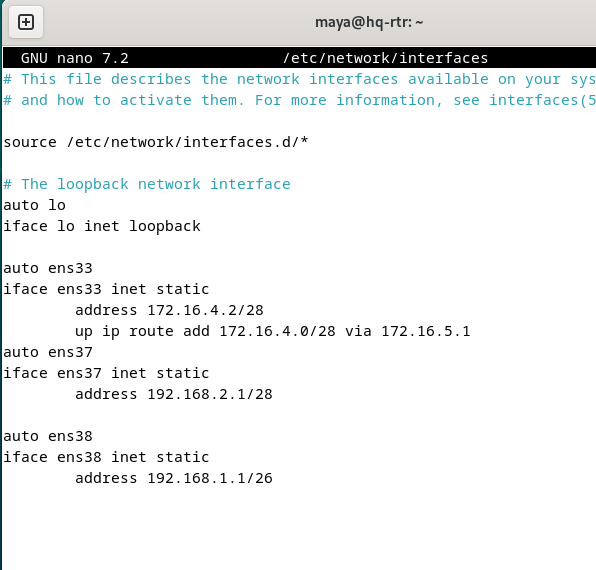 maya@hq-rtr: ~
GNU nano 7.2 /etc/network/interfaces
# This file describes the network interfaces available on your sys
# and how to activate them. For more information, see interfaces(5
source /etc/network/interfaces.d/*
# The loopback network interface
auto lo
iface lo inet loopback
auto ens33
iface ens33 inet static
address 172.16.4.2/28
up ip route add 172.16.4.0/28 via 172.16.5.1
auto ens37
iface ens37 inet static
address 192.168.2.1/28
auto ens38
iface ens38 inet static
address 192.168.1.1/26